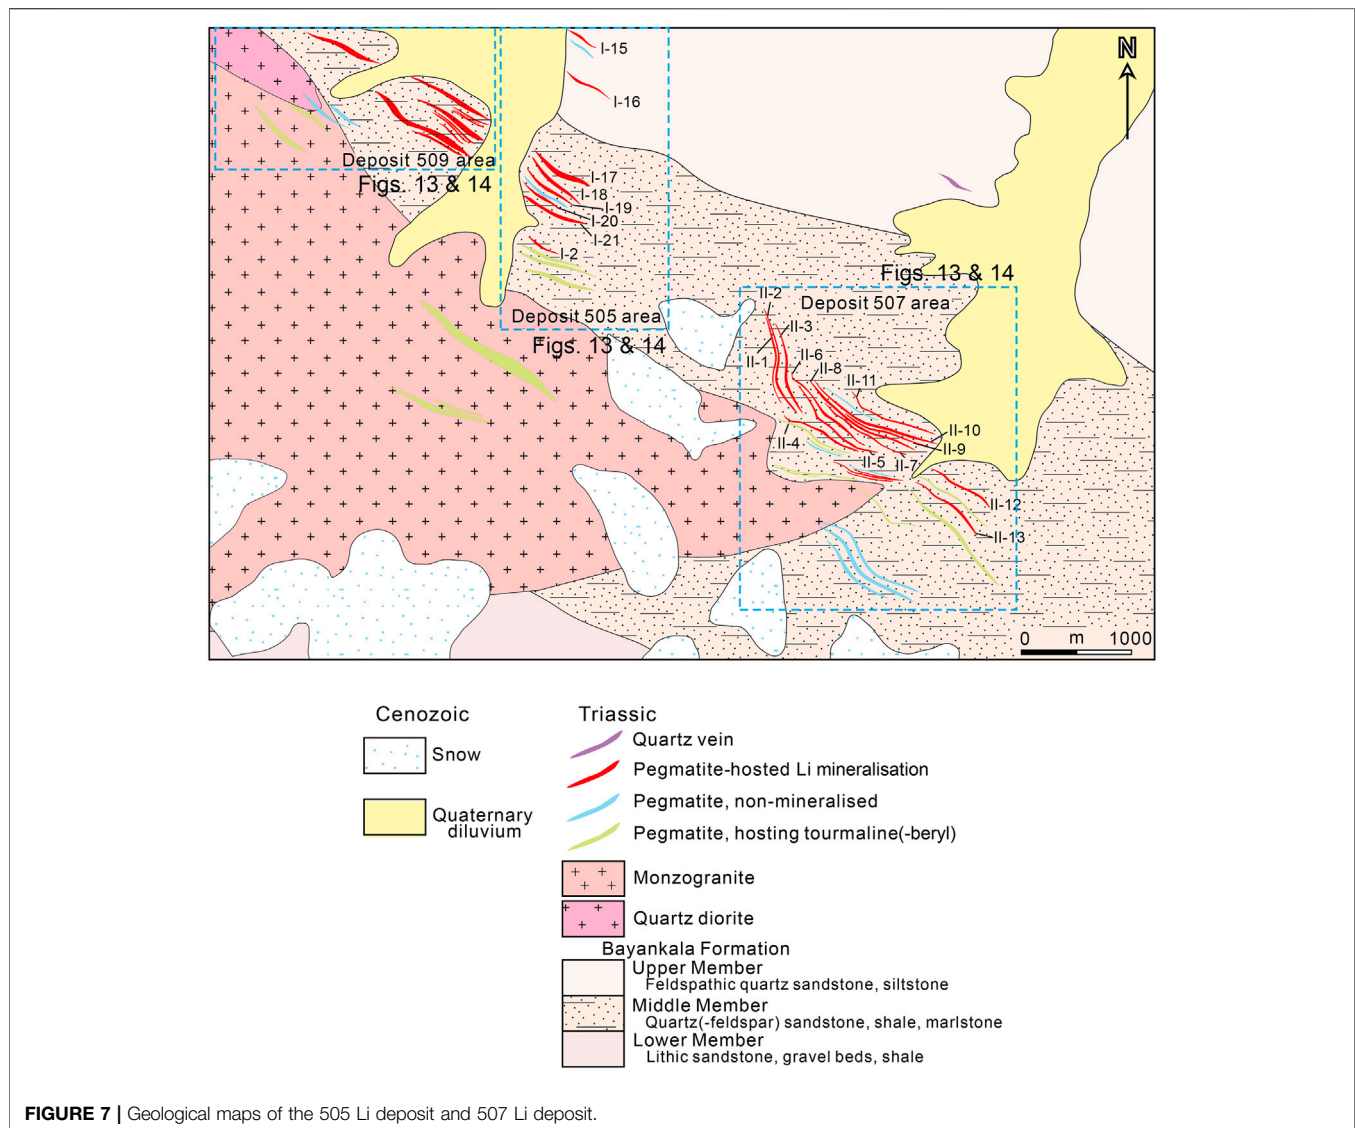 N
I-15
I-16
Deposit 509 area
Figs. 13 & 14
I-17
I-18
I-19
I-20
I-21
I-2
Deposit 505 area
Figs. 13 & 14
Figs. 13 & 14
Deposit 507 area
II-2
II-3
II-1
II-6
II-8
II-11
II-4
II-10
II-9
II-5
II-7
II-12
II-13
0 m 1000
Cenozoic
Snow
Quaternary
diluvium
Triassic
Quartz vein
Pegmatite-hosted Li mineralisation
Pegmatite, non-mineralised
Pegmatite, hosting tourmaline(-beryl)
Monzogranite
Quartz diorite
Bayankala Formation
Upper Member
Feldspathic quartz sandstone, siltstone
Middle Member
Quartz(-feldspar) sandstone, shale, marlstone
Lower Member
Lithic sandstone, gravel beds, shale
FIGURE 7 | Geological maps of the 505 Li deposit and 507 Li deposit.